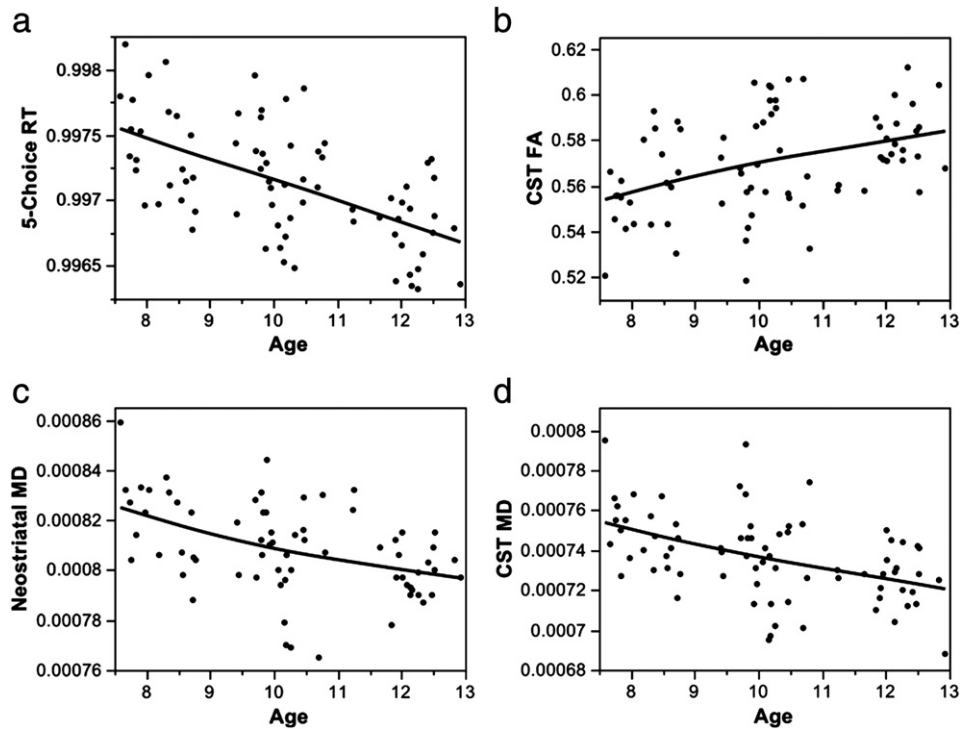 a
5-Choice RT
0.998
0.9975
0.997
0.9965
8 9 10 11 12 13
Age
b
CST FA
0.62
0.6
0.58
0.56
0.54
0.52
8 9 10 11 12 13
Age
c
Neostriatal MD
0.00086
0.00084
0.00082
0.0008
0.00078
0.00076
8 9 10 11 12 13
Age
d
CST MD
0.0008
0.00078
0.00076
0.00074
0.00072
0.0007
0.00068
8 9 10 11 12 13
Age